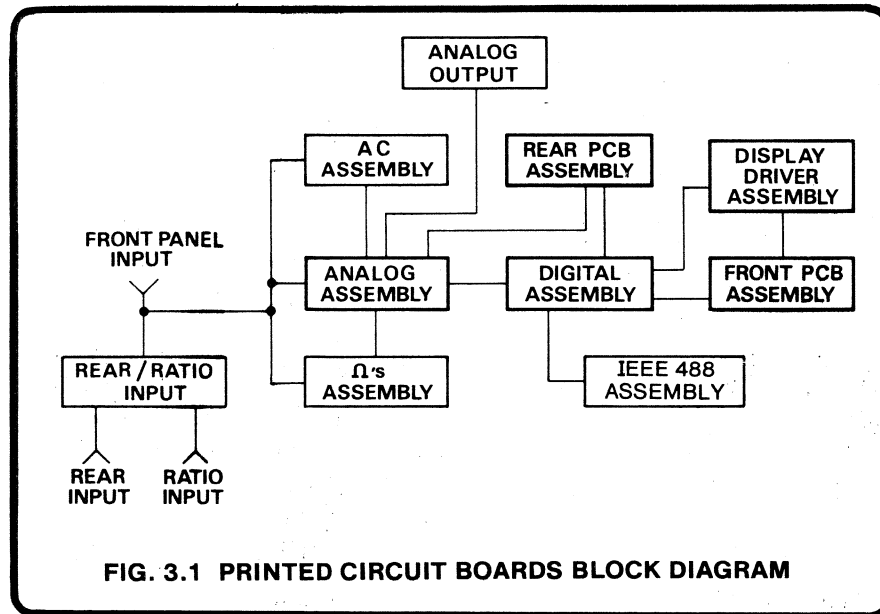 ANALOG
OUTPUT
AC
ASSEMBLY
REAR PCB
ASSEMBLY
DISPLAY
DRIVER
ASSEMBLY
FRONT PANEL
INPUT
ANALOG
ASSEMBLY
DIGITAL
ASSEMBLY
FRONT PCB
ASSEMBLY
REAR/RATIO
INPUT
Ω's
ASSEMBLY
IEEE 488
ASSEMBLY
REAR
INPUT
RATIO
INPUT
FIG. 3.1 PRINTED CIRCUIT BOARDS BLOCK DIAGRAM